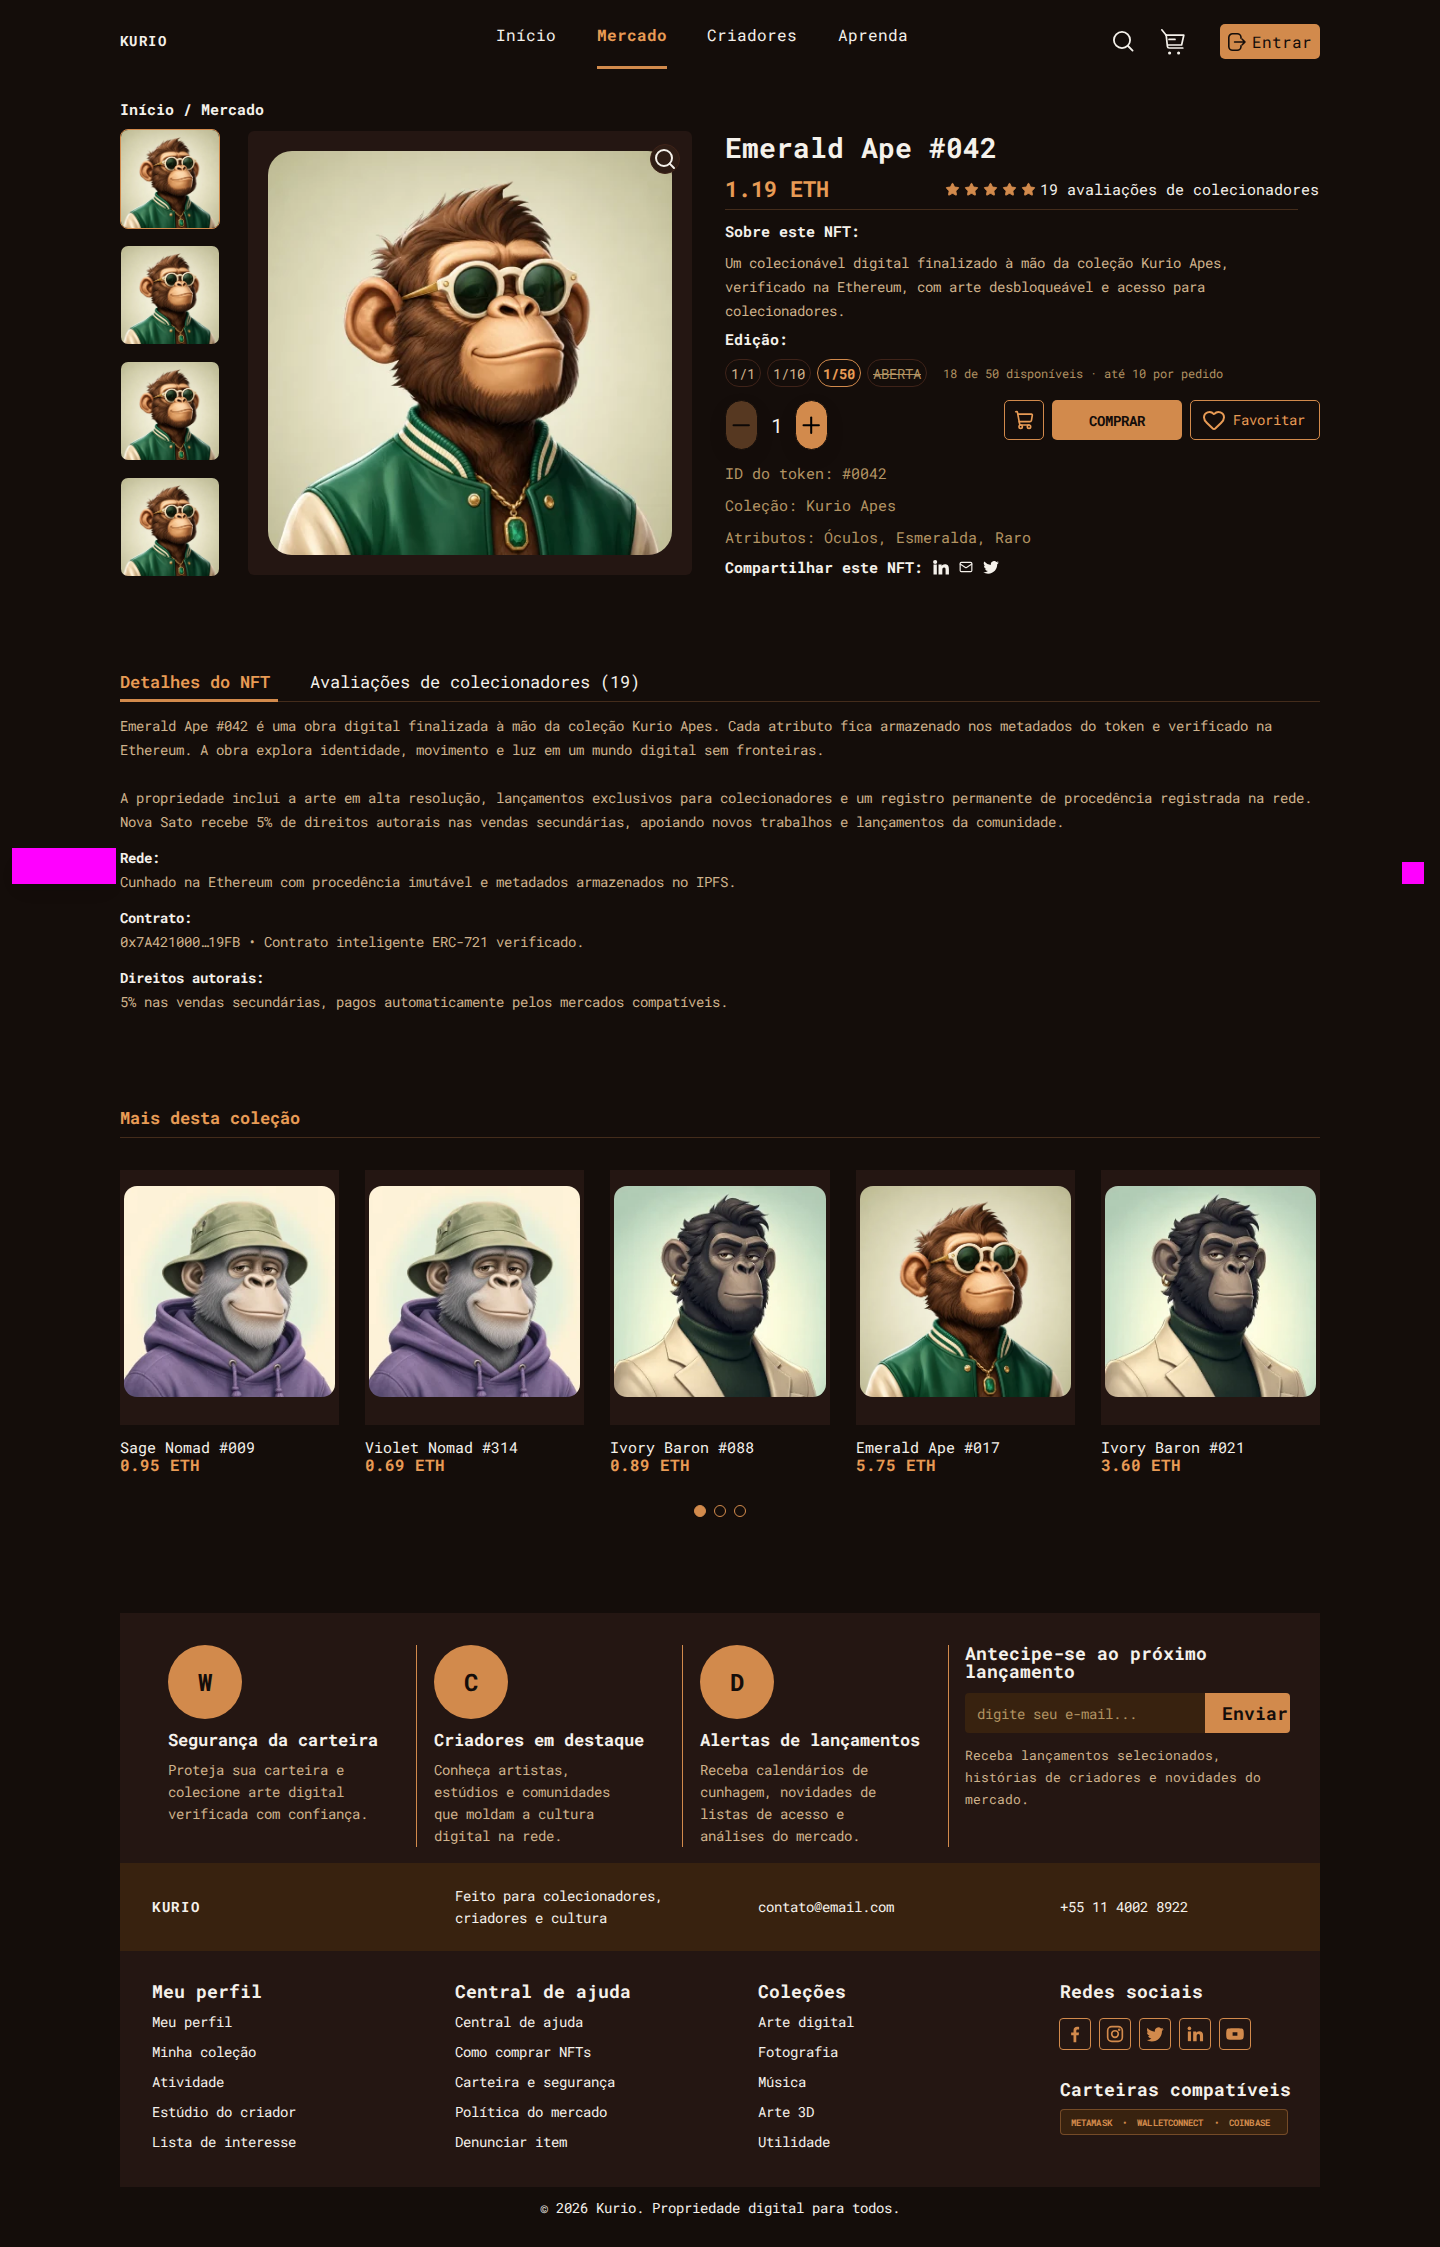 KURIO
Início
Mercado
Criadores
Aprenda
Entrar
Início / Mercado
Emerald Ape #042
1.19 ETH
19 avaliações de colecionadores
Sobre este NFT:
Um colecionável digital finalizado à mão da coleção Kurio Apes,
verificado na Ethereum, com arte desbloqueável e acesso para
colecionadores.
Edição:
1/1
1/10
1/50
ABERTA
18 de 50 disponíveis · até 10 por pedido
1
COMPRAR
Favoritar
ID do token: #0042
Coleção: Kurio Apes
Atributos: Óculos, Esmeralda, Raro
Compartilhar este NFT:
Detalhes do NFT
Avaliações de colecionadores (19)
Emerald Ape #042 é uma obra digital finalizada à mão da coleção Kurio Apes. Cada atributo fica armazenado nos metadados do token e verificado na
Ethereum. A obra explora identidade, movimento e luz em um mundo digital sem fronteiras.
A propriedade inclui a arte em alta resolução, lançamentos exclusivos para colecionadores e um registro permanente de procedência registrada na rede.
Nova Sato recebe 5% de direitos autorais nas vendas secundárias, apoiando novos trabalhos e lançamentos da comunidade.
Rede:
Cunhado na Ethereum com procedência imutável e metadados armazenados no IPFS.
Contrato:
0x7A421000…19FB • Contrato inteligente ERC-721 verificado.
Direitos autorais:
5% nas vendas secundárias, pagos automaticamente pelos mercados compatíveis.
Mais desta coleção
Sage Nomad #009
0.95 ETH
Violet Nomad #314
0.69 ETH
Ivory Baron #088
0.89 ETH
Emerald Ape #017
5.75 ETH
Ivory Baron #021
3.60 ETH
W
Segurança da carteira
Proteja sua carteira e
colecione arte digital
verificada com confiança.
C
Criadores em destaque
Conheça artistas,
estúdios e comunidades
que moldam a cultura
digital na rede.
D
Alertas de lançamentos
Receba calendários de
cunhagem, novidades de
listas de acesso e
análises do mercado.
Antecipe-se ao próximo
lançamento
digite seu e-mail...
Enviar
Receba lançamentos selecionados,
histórias de criadores e novidades do
mercado.
KURIO
Feito para colecionadores,
criadores e cultura
contato@email.com
+55 11 4002 8922
Meu perfil
Meu perfil
Minha coleção
Atividade
Estúdio do criador
Lista de interesse
Central de ajuda
Central de ajuda
Como comprar NFTs
Carteira e segurança
Política do mercado
Denunciar item
Coleções
Arte digital
Fotografia
Música
Arte 3D
Utilidade
Redes sociais
Carteiras compatíveis
METAMASK • WALLETCONNECT • COINBASE
© 2026 Kurio. Propriedade digital para todos.